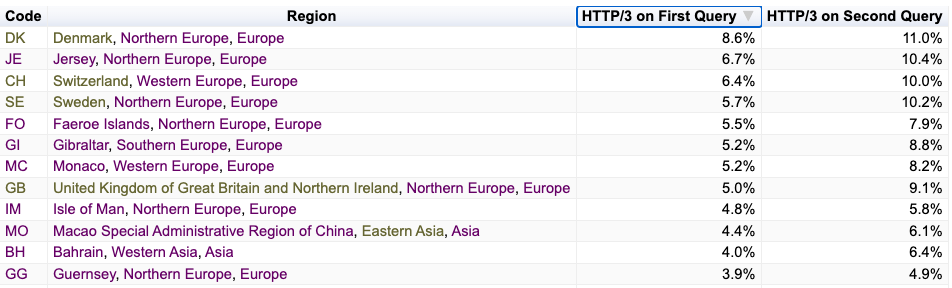 Code Region HTTP/3 on First Query HTTP/3 on Second Query
DK Denmark, Northern Europe, Europe 8.6% 11.0%
JE Jersey, Northern Europe, Europe 6.7% 10.4%
CH Switzerland, Western Europe, Europe 6.4% 10.0%
SE Sweden, Northern Europe, Europe 5.7% 10.2%
FO Faeroe Islands, Northern Europe, Europe 5.5% 7.9%
GI Gibraltar, Southern Europe, Europe 5.2% 8.8%
MC Monaco, Western Europe, Europe 5.2% 8.2%
GB United Kingdom of Great Britain and Northern Ireland, Northern Europe, Europe 5.0% 9.1%
IM Isle of Man, Northern Europe, Europe 4.8% 5.8%
MO Macao Special Administrative Region of China, Eastern Asia, Asia 4.4% 6.1%
BH Bahrain, Western Asia, Asia 4.0% 6.4%
GG Guernsey, Northern Europe, Europe 3.9% 4.9%